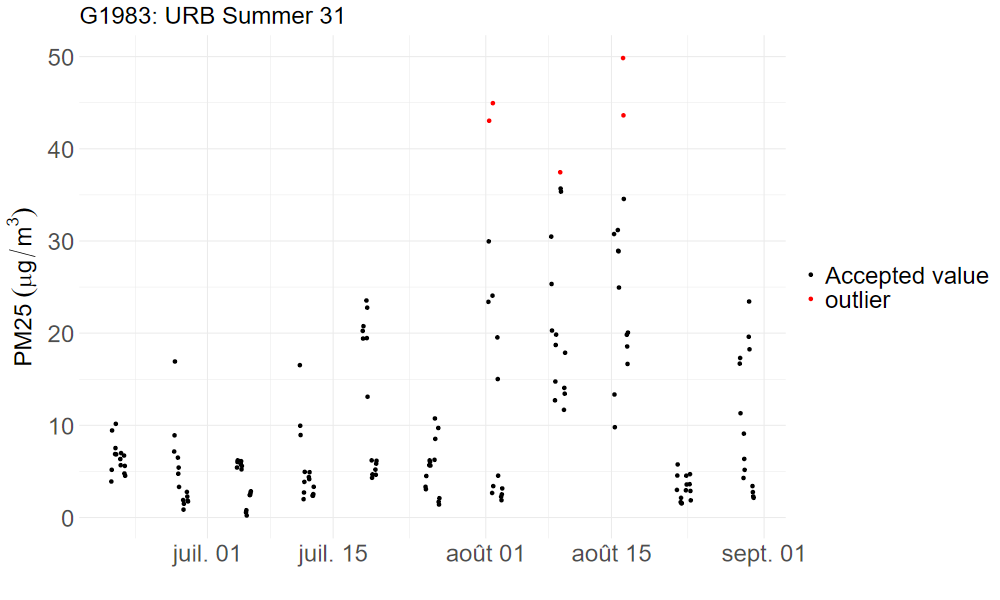 G1983: URB Summer 31
PM25 (μg/m³)
50
40
30
20
10
0
juil. 01 juil. 15 août 01 août 15 sept. 01
Accepted value
outlier